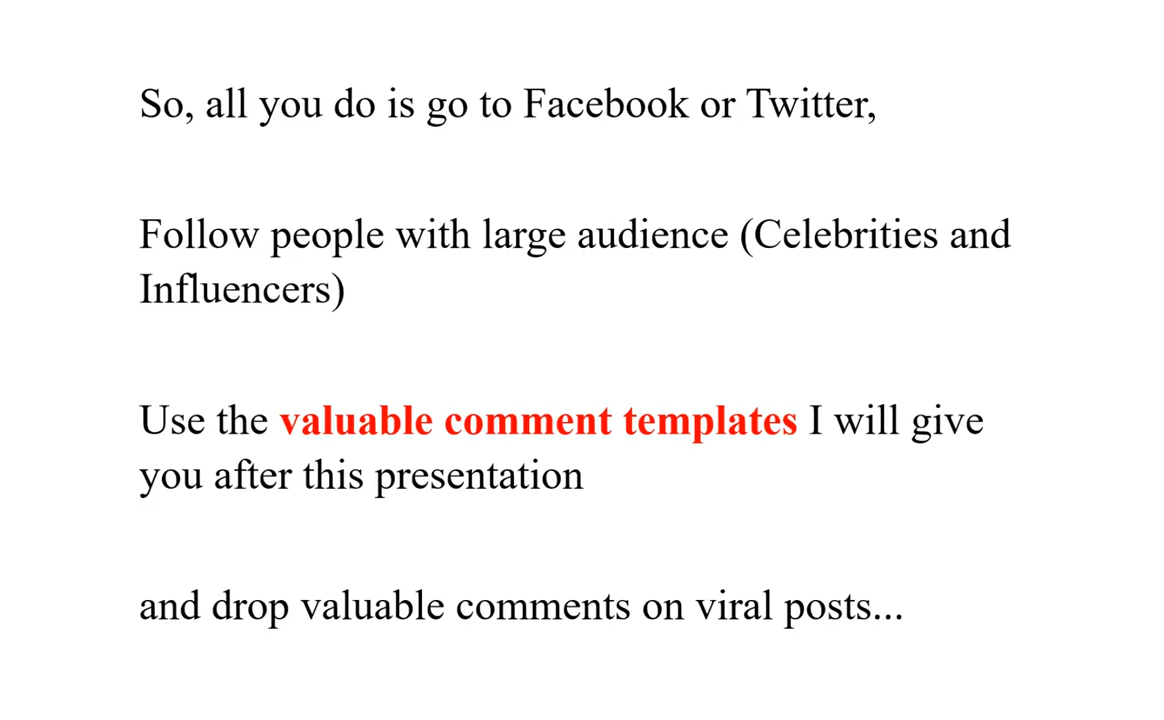 So, all you do is go to Facebook or Twitter,
Follow people with large audience (Celebrities and
Influencers)
Use the valuable comment templates I will give
you after this presentation
and drop valuable comments on viral posts...